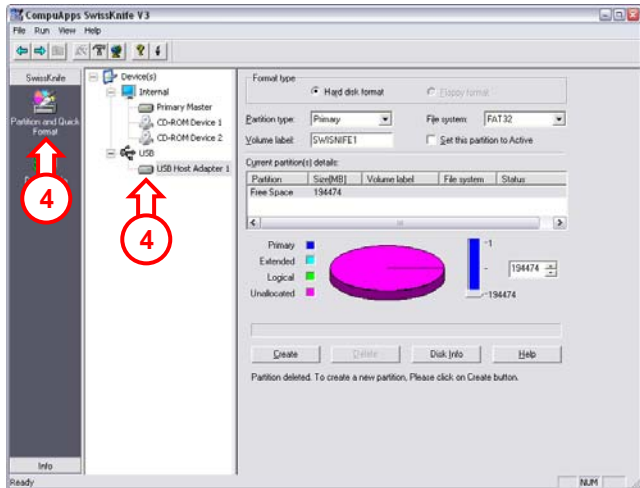 CompuApps SwissKnife V3
File Run View Help
SwissKnife
Partition and Quick
Format
4
Info
Device(s)
Internal
Primary Master
CD-ROM Device 1
CD-ROM Device 2
USB
USB Host Adapter 1
4
Format type
Hard disk format
Floppy format
Partition type: Primary File system: FAT32
Volume label: SWISNIFE1 Set this partition to Active
Current partition(s) details:
Partition Size[MB] Volume label File system Status
Free Space 194474
Primary
Extended
Logical
Unallocated
-1
-
-194474
194474
Create Delete Disk Info Help
Partition deleted. To create a new partition, Please click on Create button.
Ready NUM